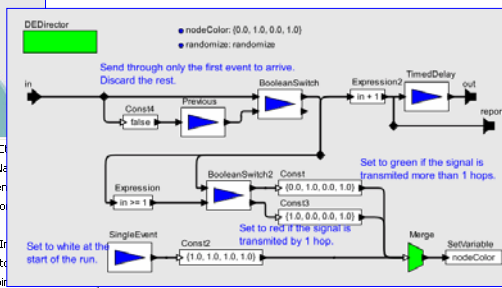 DEDirector
nodeColor: {0.0, 1.0, 0.0, 1.0}
randomize: randomize
Send through only the first event to arrive.
Discard the rest.
in
Const4
false
Previous
BooleanSwitch
Expression2
in + 1
TimedDelay
out
repor
Expression
in >= 1
BooleanSwitch2
Const
{0.0, 1.0, 0.0, 1.0}
Const3
{1.0, 0.0, 0.0, 1.0}
Set to green if the signal is
transmited more than 1 hops.
Set to red if the signal is
transmited by 1 hop.
Set to white at the
start of the run.
SingleEvent
Const2
{1.0, 1.0, 1.0, 1.0}
Merge
SetVariable
nodeColor